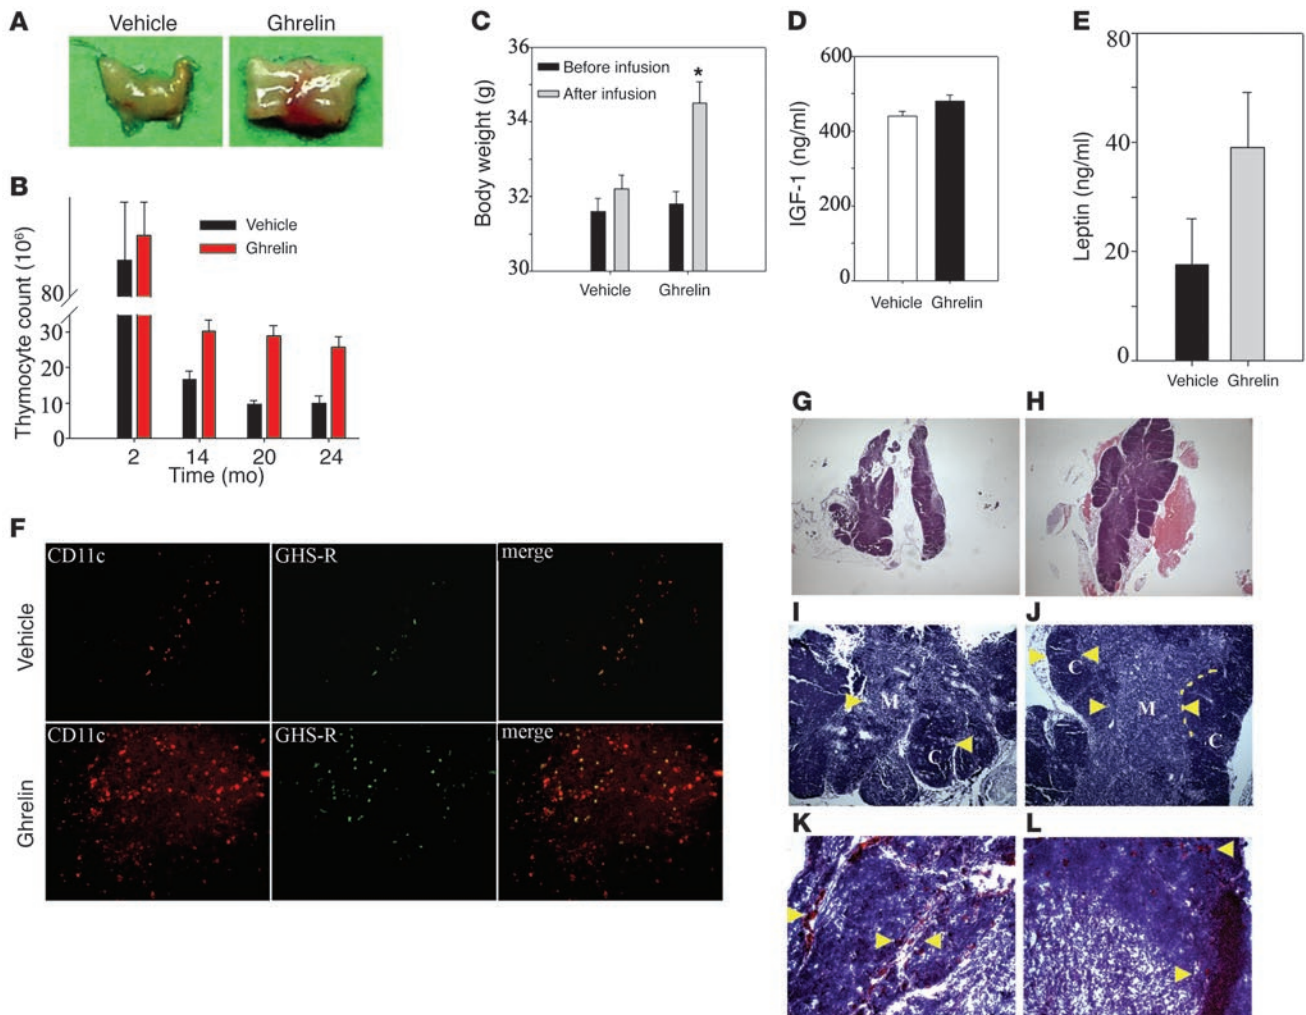 A
Vehicle
Ghrelin
B
Thymocyte count (10⁶)
80
30
20
10
0
Vehicle
Ghrelin
2
14
20
24
Time (mo)
C
Body weight (g)
36
34
32
30
Before infusion
After infusion
*
Vehicle
Ghrelin
D
IGF-1 (ng/ml)
600
400
200
0
Vehicle
Ghrelin
E
Leptin (ng/ml)
80
40
20
0
Vehicle
Ghrelin
F
Vehicle
CD11c
GHS-R
merge
Ghrelin
CD11c
GHS-R
merge
G
H
I
M
C
J
C
M
C
K
L